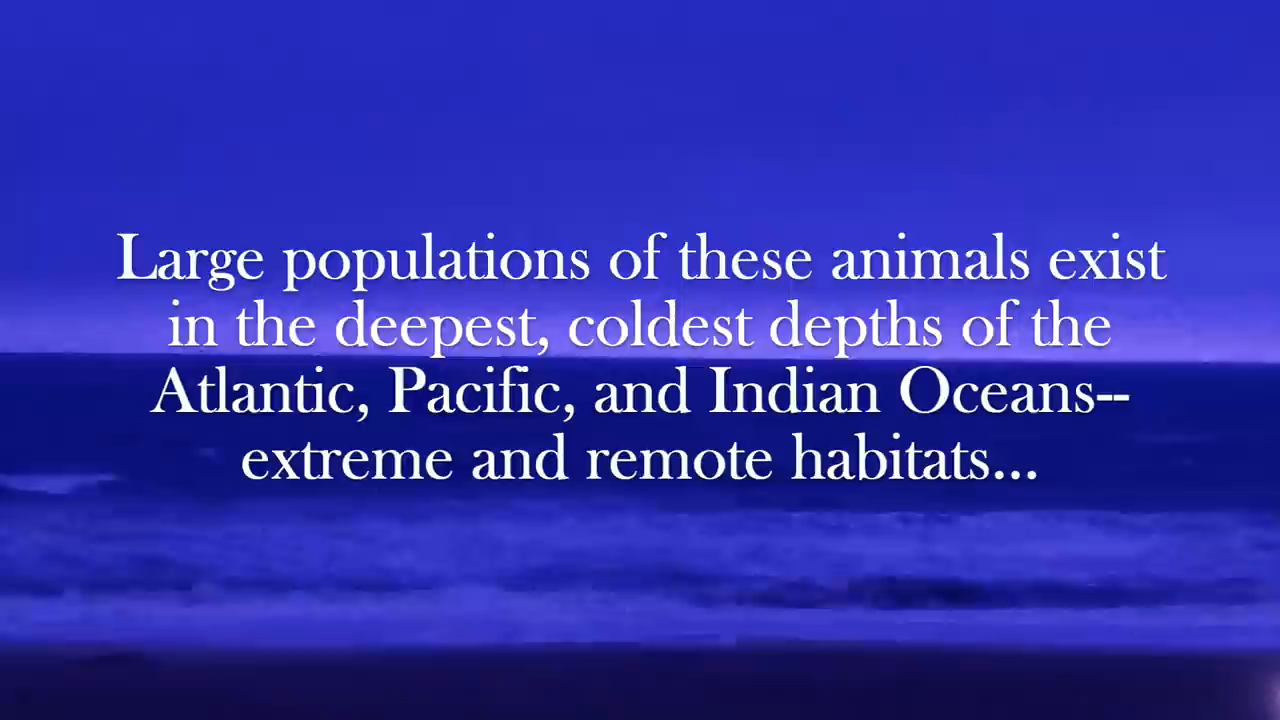 Large populations of these animals exist
in the deepest, coldest depths of the
Atlantic, Pacific, and Indian Oceans--
extreme and remote habitats...